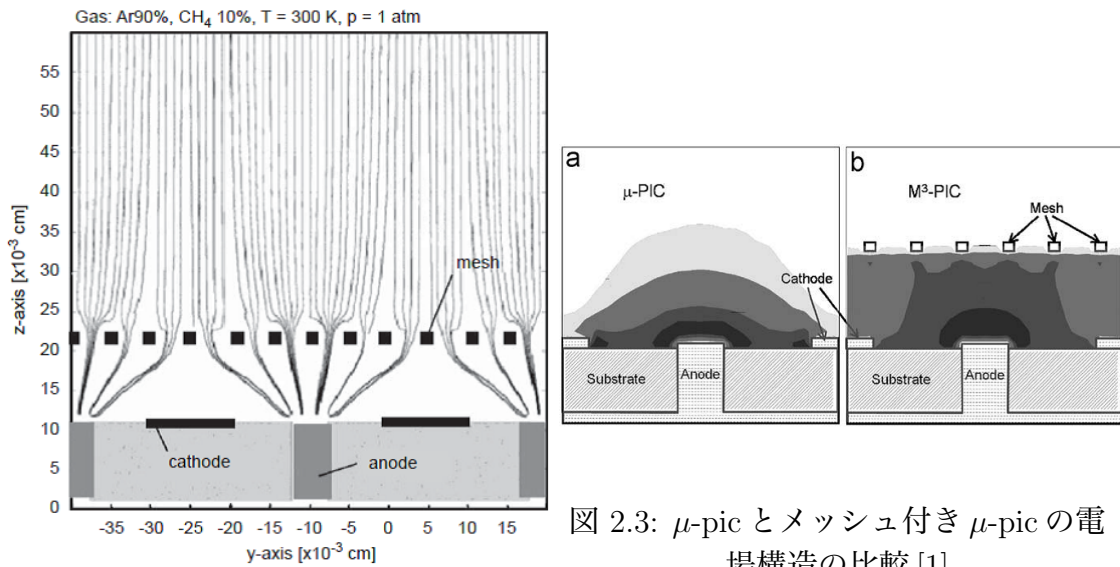 Gas: Ar90%, CH4 10%, T = 300 K, p = 1 atm
z-axis [x10-3 cm]
55
50
45
40
35
30
25
20
15
10
5
0
mesh
cathode
anode
-35 -30 -25 -20 -15 -10 -5 0 5 10 15
y-axis [x10-3 cm]
a
μ-PIC
Cathode
Substrate
Anode
b
M3-PIC
Mesh
Substrate
Anode
図 2.3: μ-pic とメッシュ付き μ-pic の電
場構造の比較 [1]